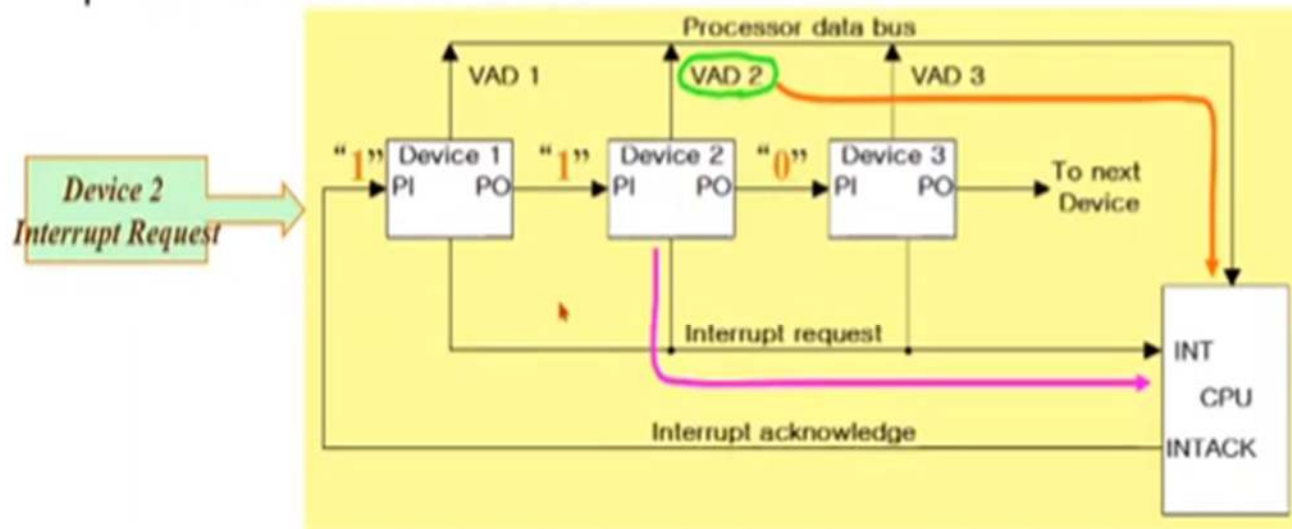 Processor data bus
VAD 1
VAD 2
VAD 3
"1" Device 1 "1" Device 2 "0" Device 3
PI PO PI PO PI PO
To next
Device
Device 2
Interrupt Request
Interrupt request
INT
CPU
Interrupt acknowledge
INTACK